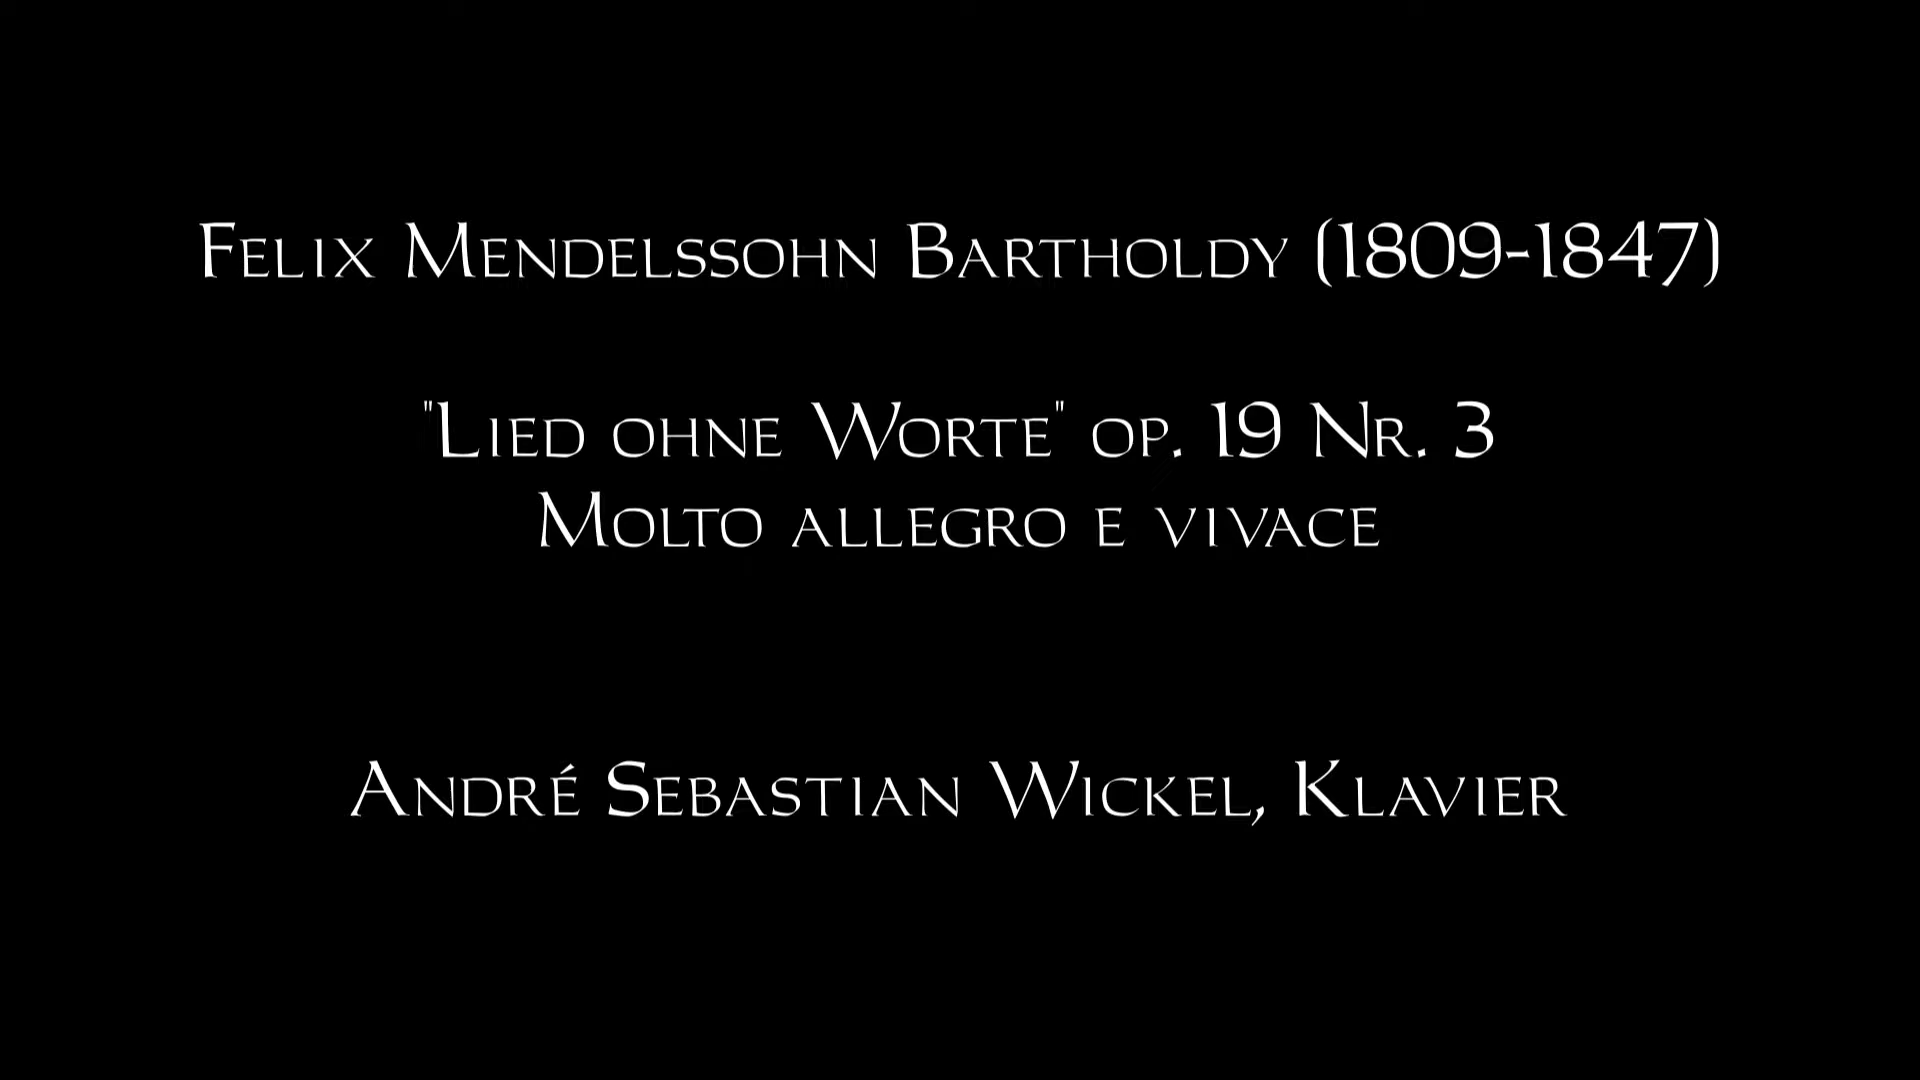 Felix Mendelssohn Bartholdy (1809-1847)
"Lied ohne Worte" op. 19 Nr. 3
Molto allegro e vivace
André Sebastian Wickel, Klavier